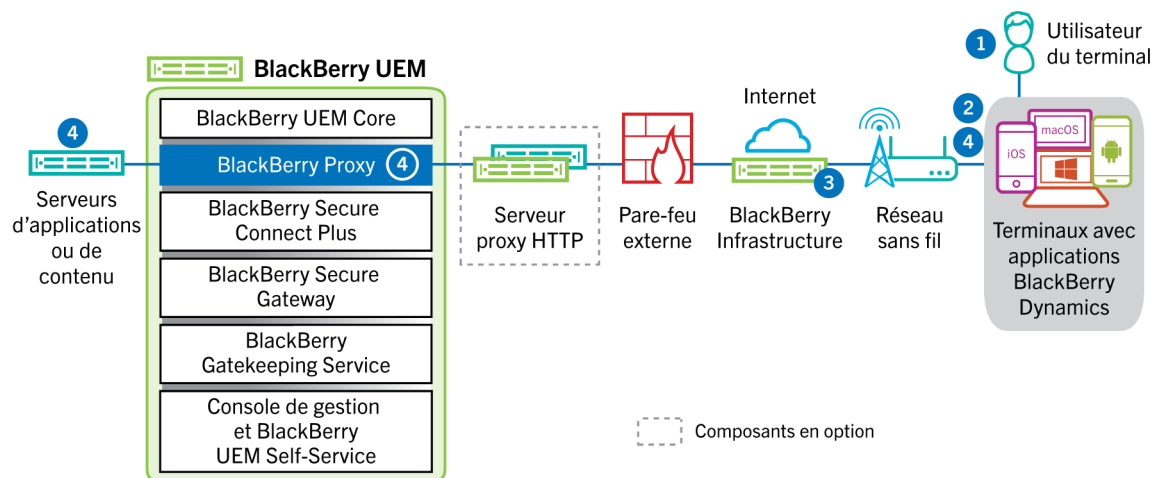 BlackBerry UEM
BlackBerry UEM Core
BlackBerry Proxy
4
BlackBerry Secure
Connect Plus
BlackBerry Secure
Gateway
BlackBerry
Gatekeeping Service
Console de gestion
et BlackBerry
UEM Self-Service
4
Serveurs
d’applications
ou de
contenu
Serveur
proxy HTTP
Pare-feu
externe
Internet
3
BlackBerry
Infrastructure
Réseau
sans fil
1
Utilisateur
du terminal
2
4
iOS
macOS
Terminaux avec
applications
BlackBerry
Dynamics
Composants en option